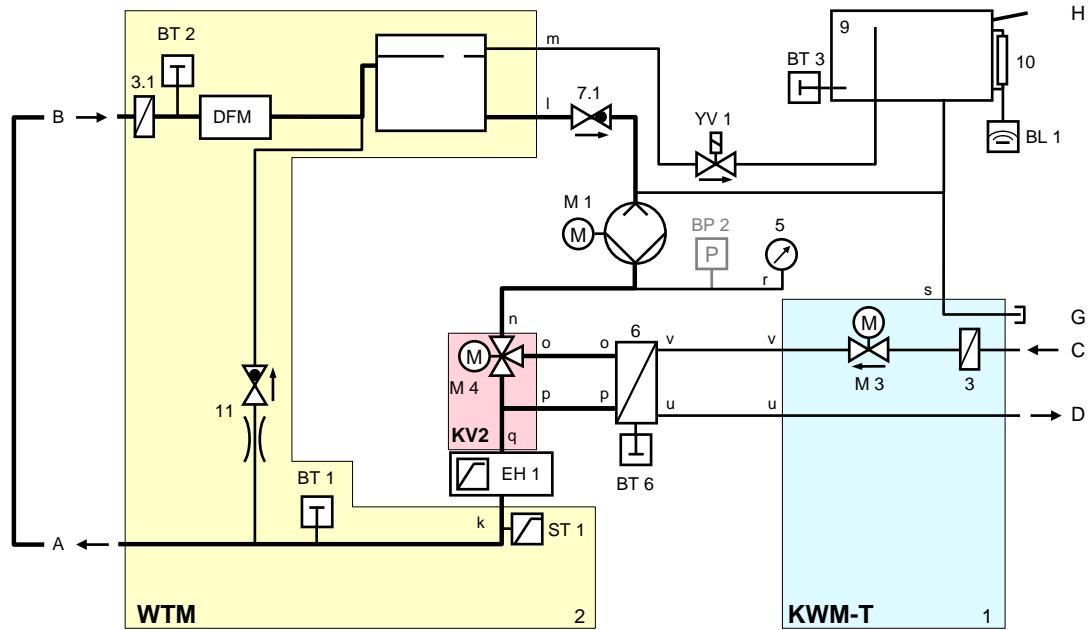 H
BT 2
m
9
10
3.1
BT 3
B
DFM
l
7.1
YV 1
BL 1
M 1
M
BP 2
P
5
r
s
G
n
6
M
C
M
o
o
v
v
M 4
M 3
3
p
p
u
u
D
11
KV2
q
EH 1
BT 6
BT 1
k
ST 1
A
WTM
2
KWM-T
1